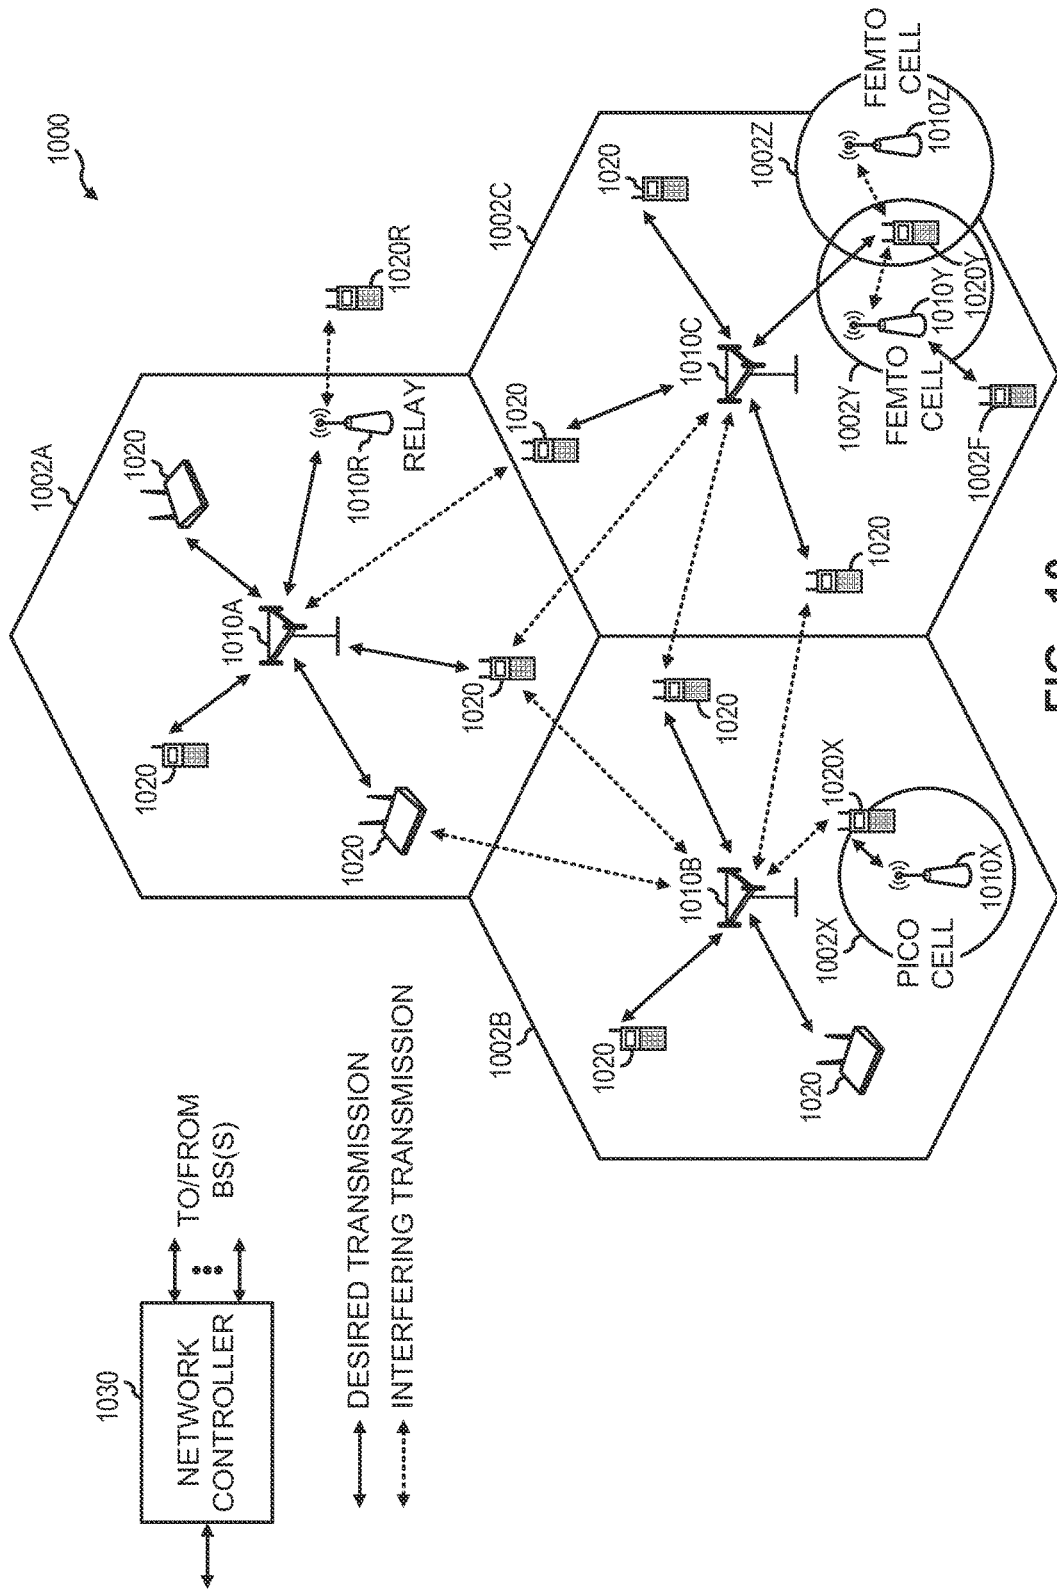 1000
1002A
1030
NETWORK
CONTROLLER
TO/FROM
BS(S)
1020
1020
1010A
1020
1010R
RELAY
1020R
DESIRED TRANSMISSION
INTERFERING TRANSMISSION
1020
1002B
1020
1002C
1020
1020
1020
1010B
1010C
1020
1020
1020X
1002X
PICO
CELL
1010X
1020
1002Z
FEMTO
CELL
1010Z
1002Y
FEMTO
CELL
1010Y
1020Y
1002F